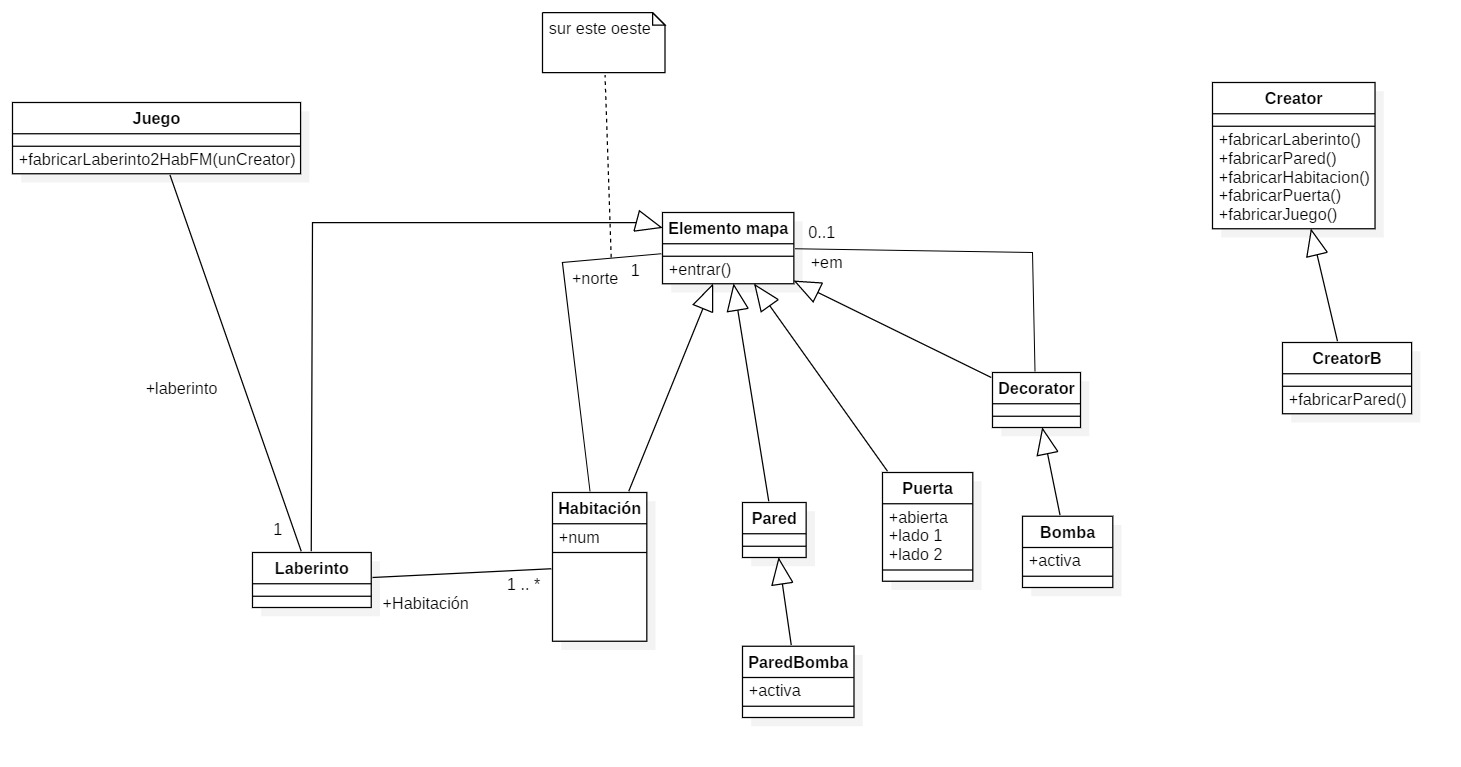 sur este oeste
Juego
+fabricarLaberinto2HabFM(unCreator)
Creator
+fabricarLaberinto()
+fabricarPared()
+fabricarHabitacion()
+fabricarPuerta()
+fabricarJuego()
Elemento mapa
+entrar()
0..1
+em
+norte
1
CreatorB
+fabricarPared()
+laberinto
1
Decorator
Habitación
+num
Pared
Puerta
+abierta
+lado 1
+lado 2
Bomba
+activa
Laberinto
+Habitación
1 .. *
ParedBomba
+activa